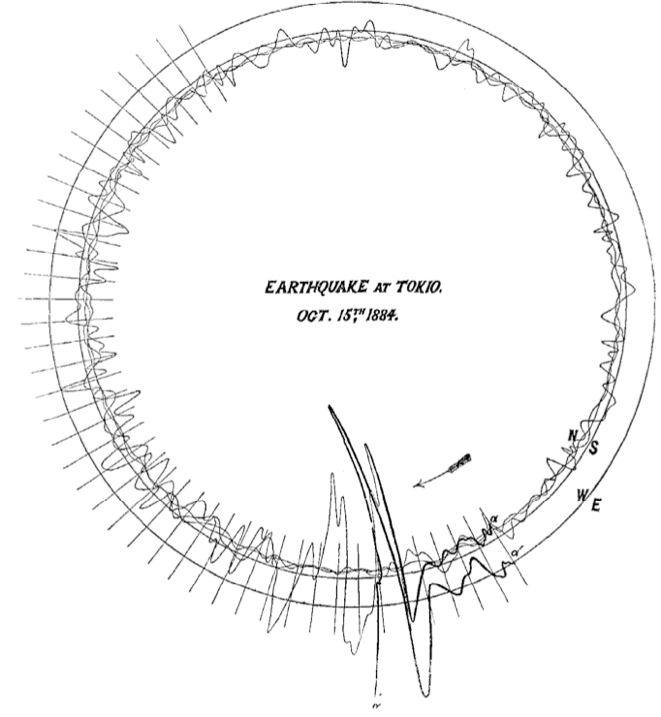 EARTHQUAKE AT TOKIO.
OCT. 15TH, 1884.
N
S
W
E
a
a'